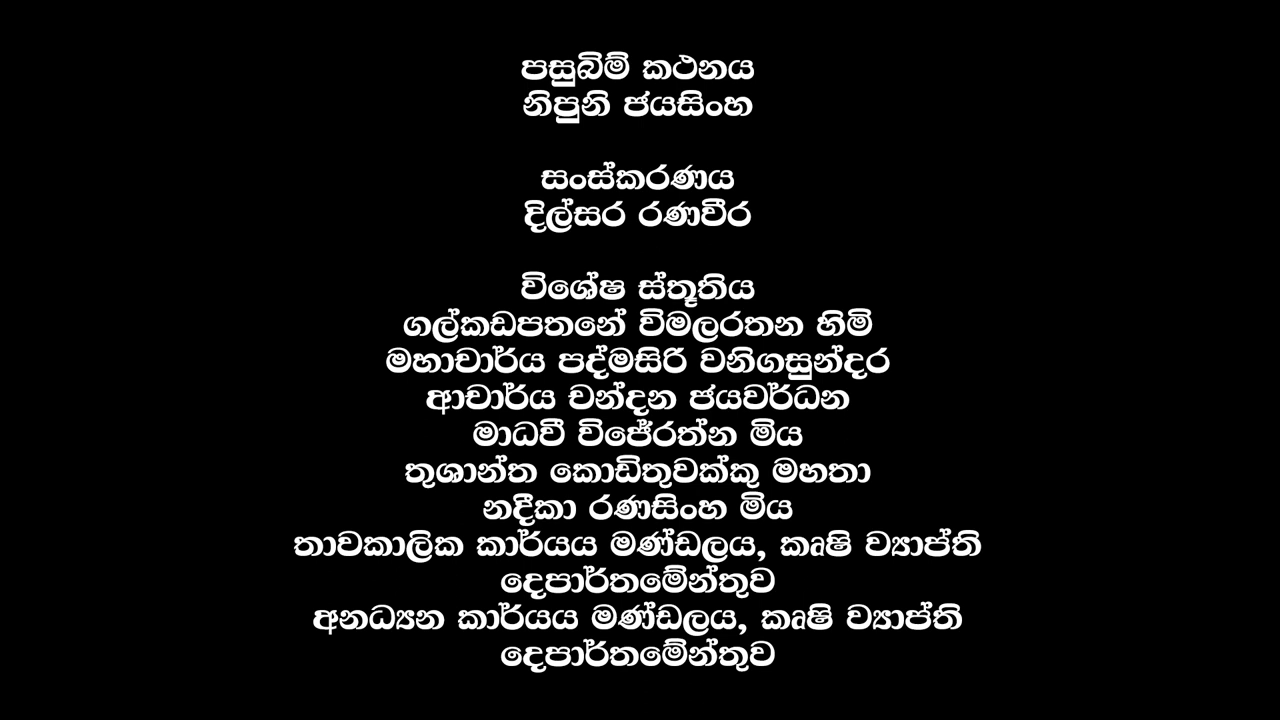 පසුබිම් කථනය
නිපුනි ජයසිංහ
සංස්කරණය
දිල්සර රණවීර
විශේෂ ස්තූතිය
ගල්කඩපතනේ විමලරතන හිමි
මහාචාර්ය පද්මසිරි වනිගසුන්දර
ආචාර්ය චන්දන ජයවර්ධන
මාධවී විජේරත්න මිය
තුශාන්ත කොඩිතුවක්කු මහතා
නදීකා රණසිංහ මිය
තාවකාලික කාර්යය මණ්ඩලය, කෘෂි ව්‍යාප්ති
දෙපාර්තමේන්තුව
අනධ්‍යන කාර්යය මණ්ඩලය, කෘෂි ව්‍යාප්ති
දෙපාර්තමේන්තුව